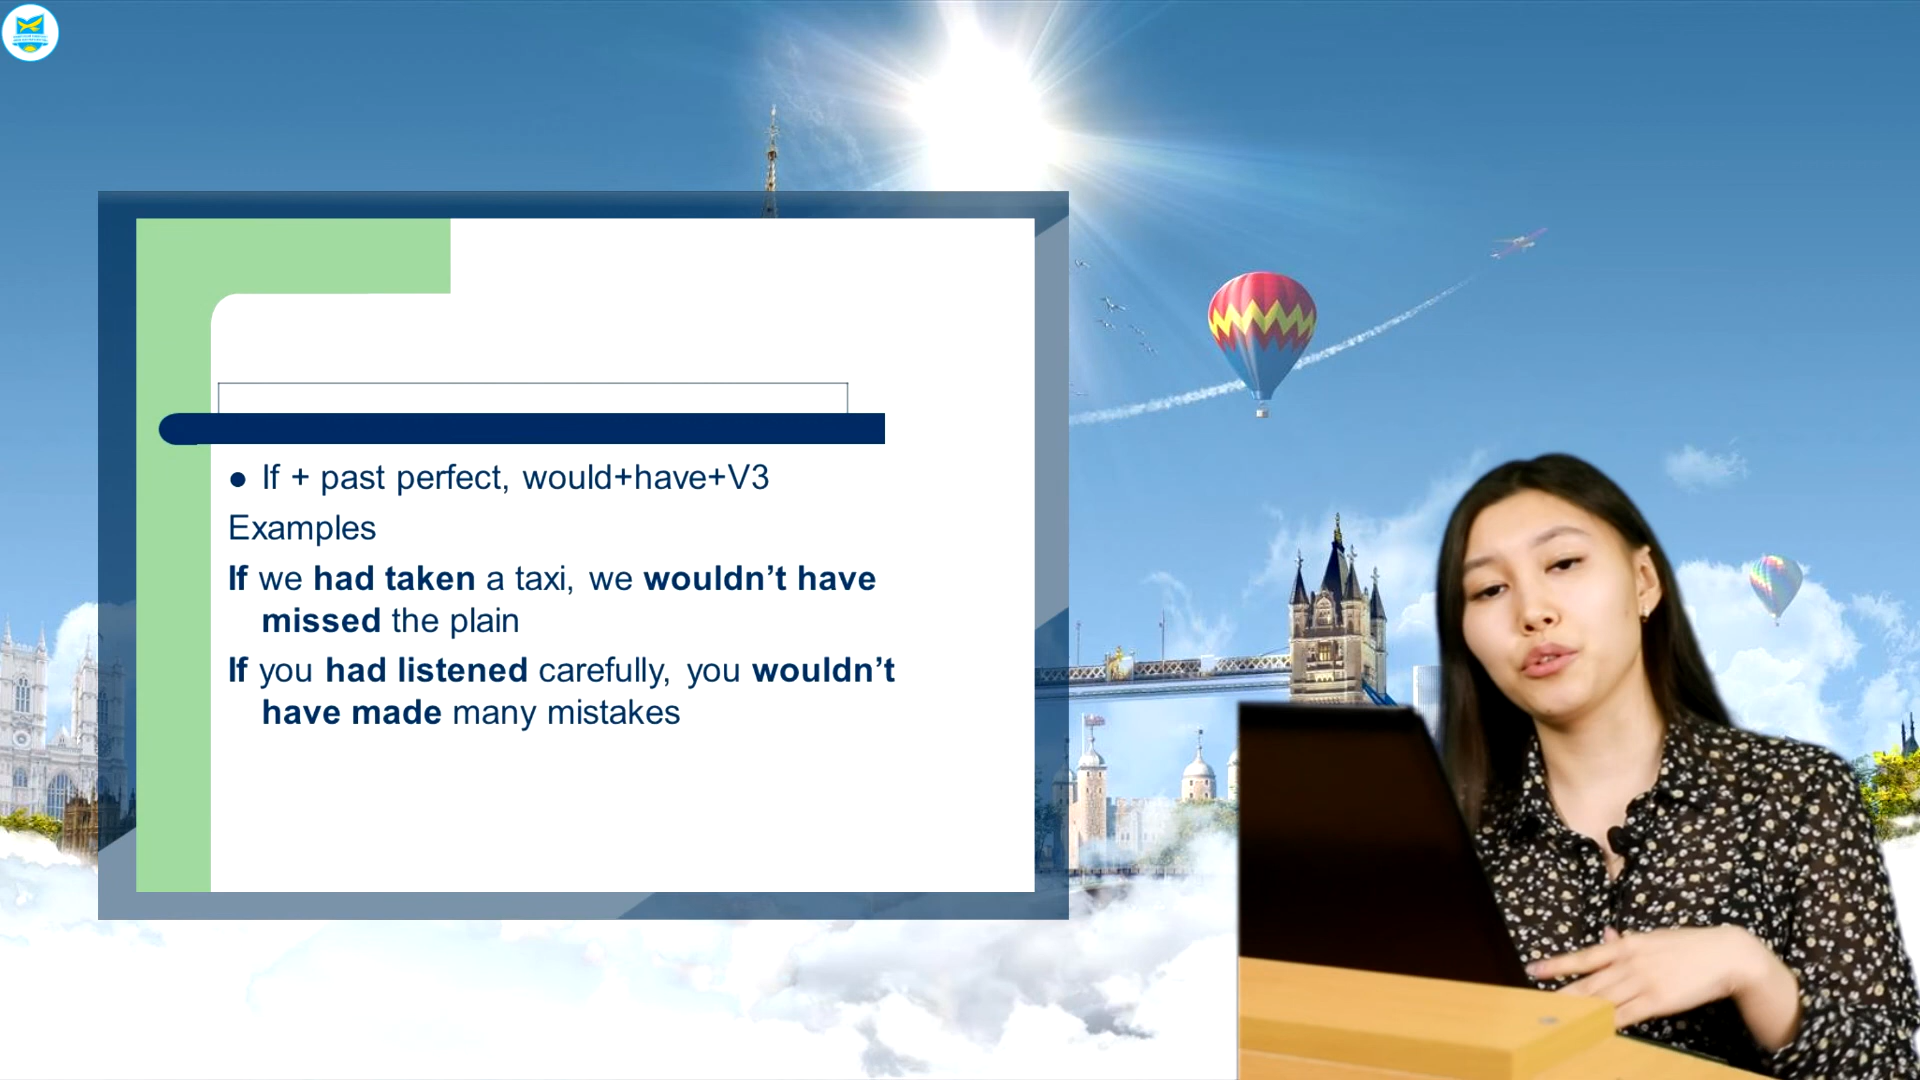 ● If + past perfect, would+have+V3
Examples
If we had taken a taxi, we wouldn’t have
missed the plain
If you had listened carefully, you wouldn’t
have made many mistakes